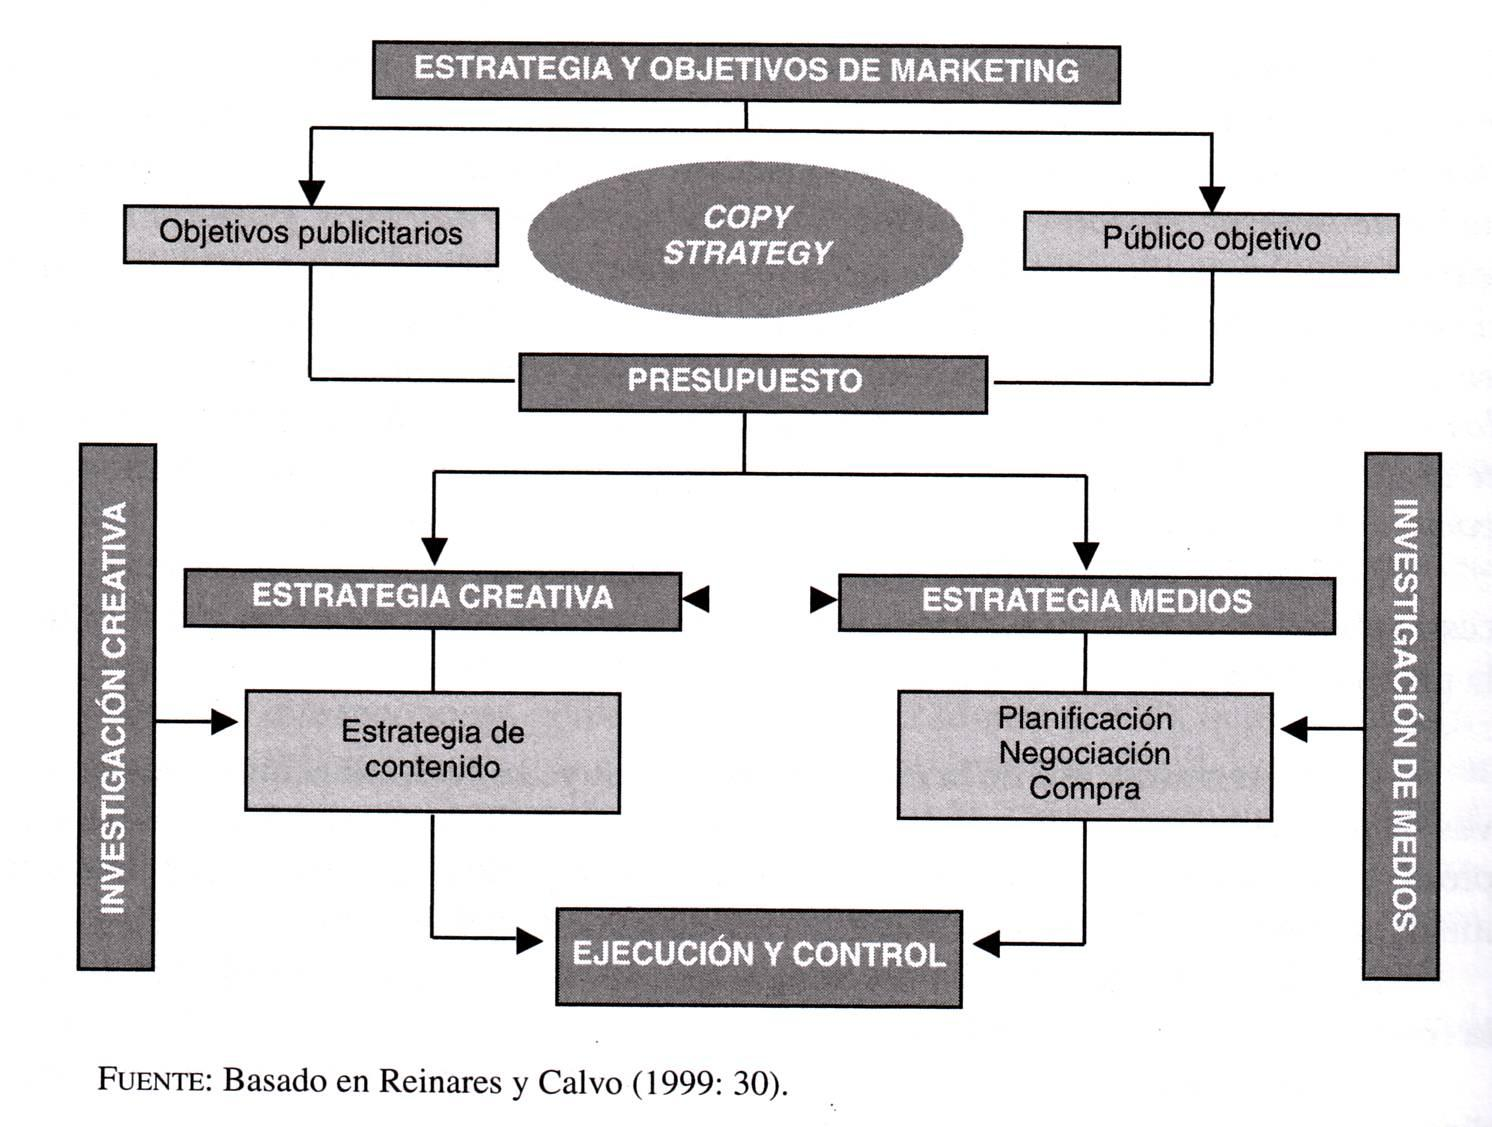 ESTRATEGIA Y OBJETIVOS DE MARKETING
Objetivos publicitarios
COPY
STRATEGY
Público objetivo
PRESUPUESTO
INVESTIGACIÓN CREATIVA
ESTRATEGIA CREATIVA
ESTRATEGIA MEDIOS
INVESTIGACIÓN DE MEDIOS
Estrategia de
contenido
Planificación
Negociación
Compra
EJECUCIÓN Y CONTROL
FUENTE: Basado en Reinares y Calvo (1999: 30).